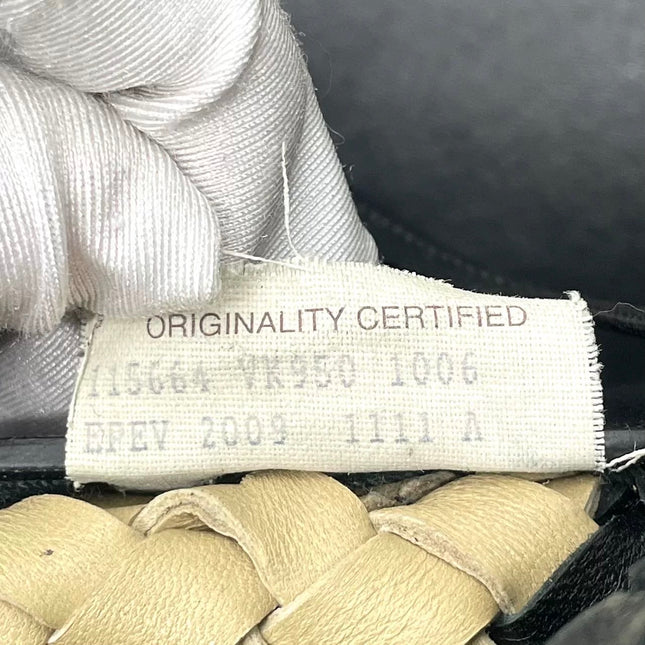 ORIGINALITY CERTIFIED
115664 VK950 1006
EPEV 2009 1111 A